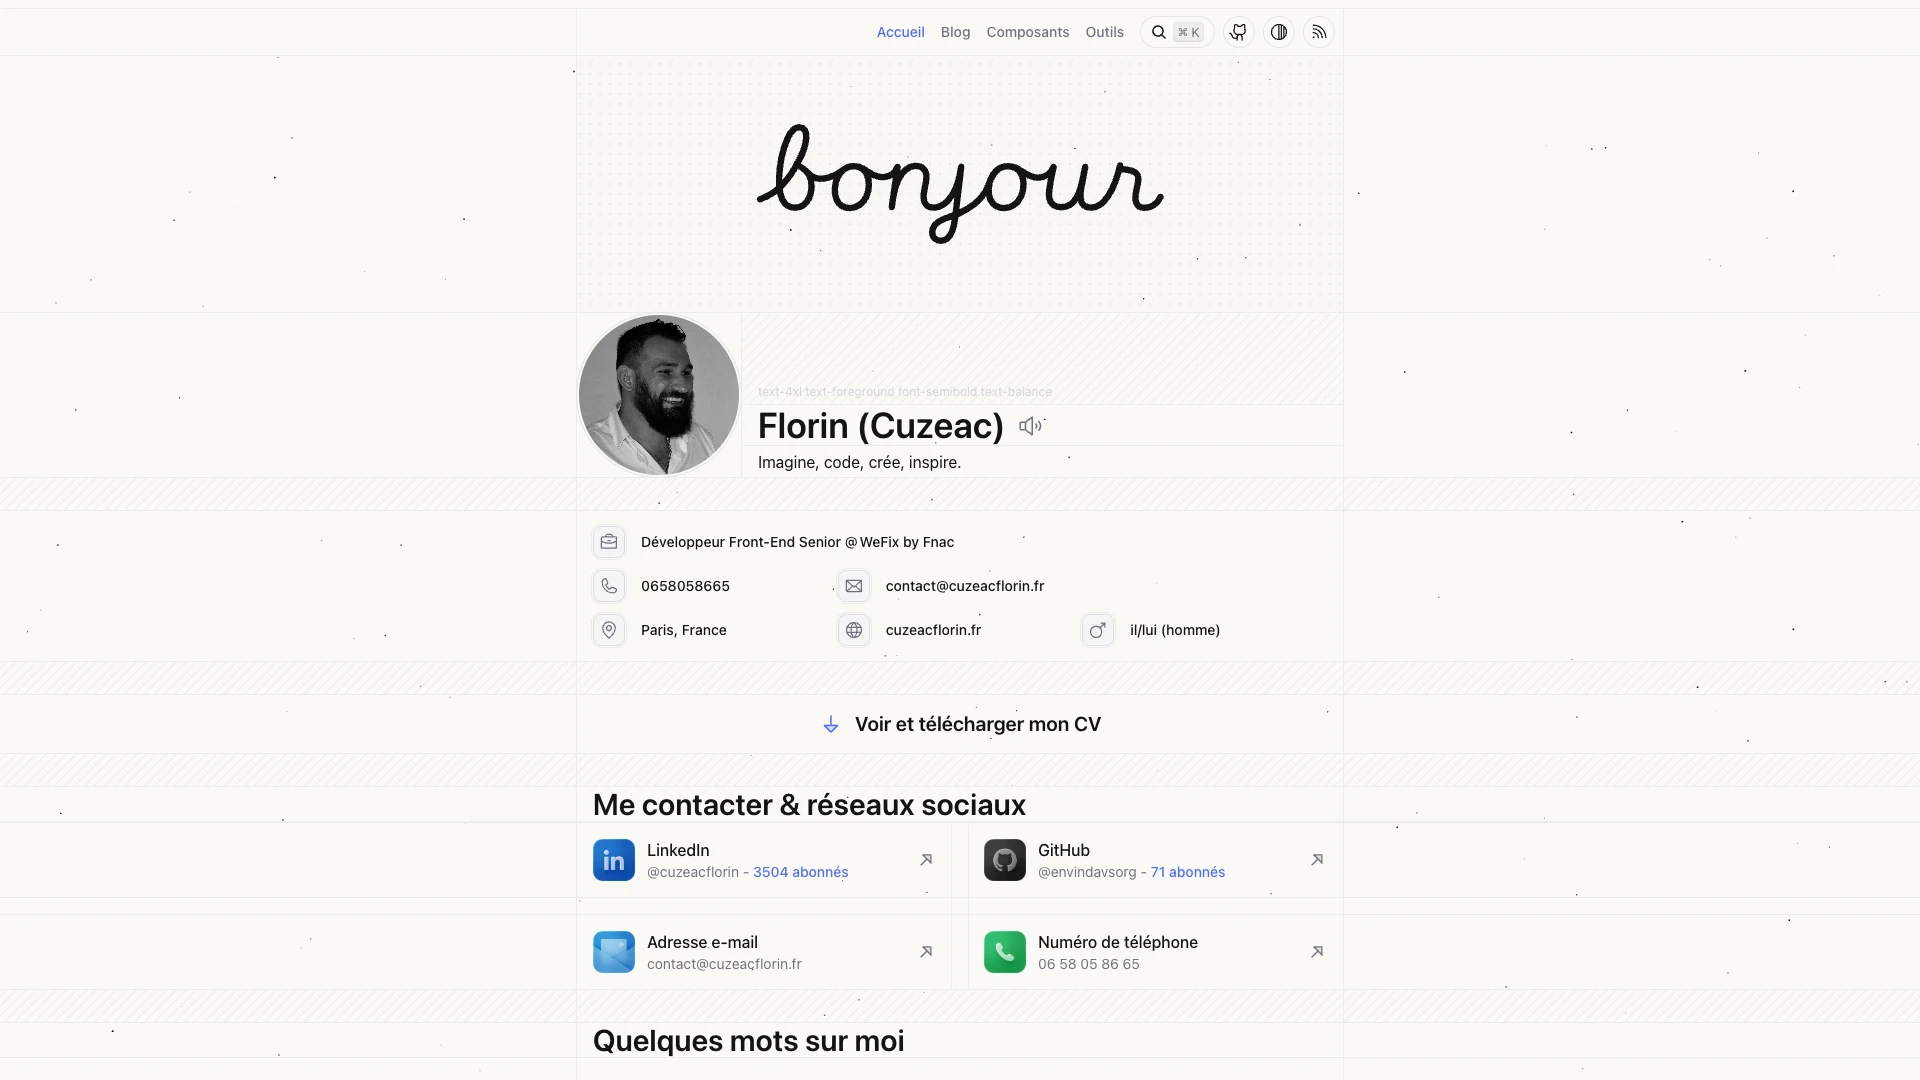 Accueil Blog Composants Outils ⌘ K
bonjour
text-4xl text-foreground font-semibold text-balance
Florin (Cuzeac)
Imagine, code, crée, inspire.
Développeur Front-End Senior @ WeFix by Fnac
0658058665 contact@cuzeacflorin.fr
Paris, France cuzeacflorin.fr il/lui (homme)
Voir et télécharger mon CV
Me contacter & réseaux sociaux
LinkedIn
@cuzeacflorin - 3504 abonnés
GitHub
@envindavsorg - 71 abonnés
Adresse e-mail
contact@cuzeacflorin.fr
Numéro de téléphone
06 58 05 86 65
Quelques mots sur moi